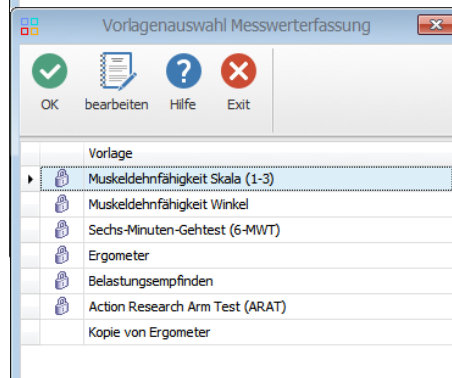 Vorlagenauswahl Messwerterfassung
OK bearbeiten Hilfe Exit
Vorlage
Muskeldehnfähigkeit Skala (1-3)
Muskeldehnfähigkeit Winkel
Sechs-Minuten-Gehtest (6-MWT)
Ergometer
Belastungsempfinden
Action Research Arm Test (ARAT)
Kopie von Ergometer